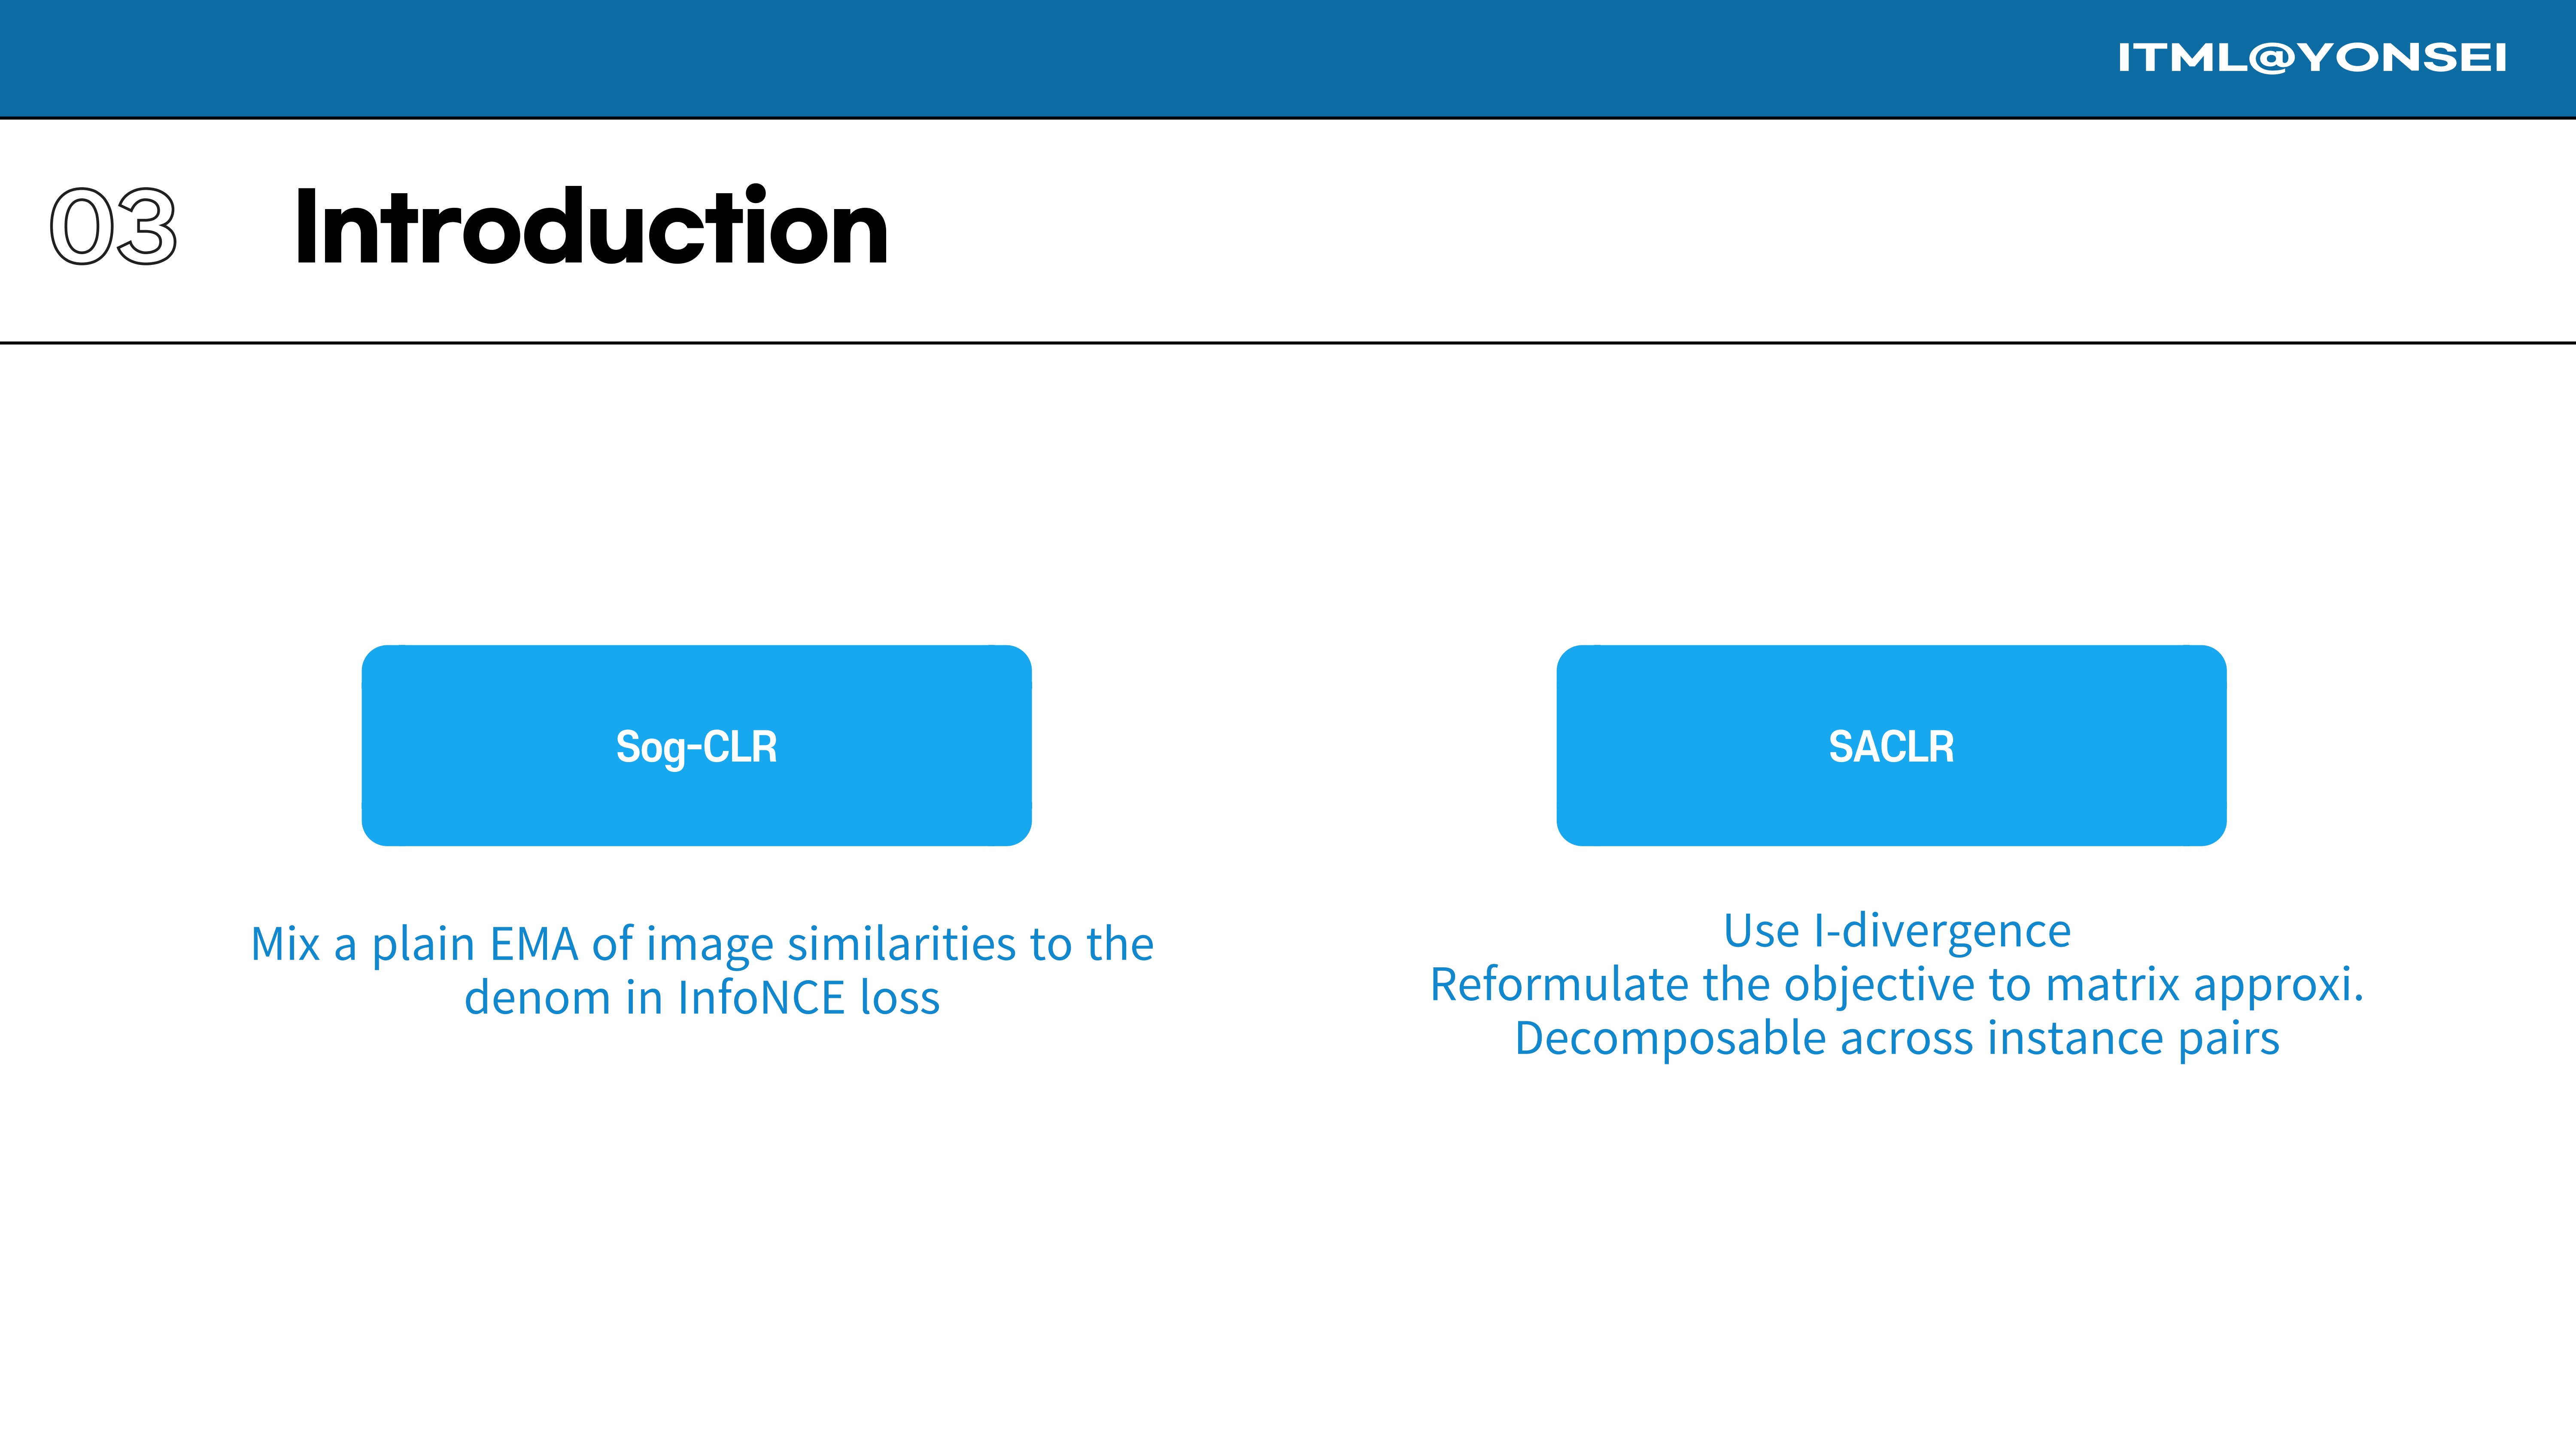 ITML@YONSEI
03 Introduction
Sog-CLR
Mix a plain EMA of image similarities to the
denom in InfoNCE loss
SACLR
Use I-divergence
Reformulate the objective to matrix approxi.
Decomposable across instance pairs